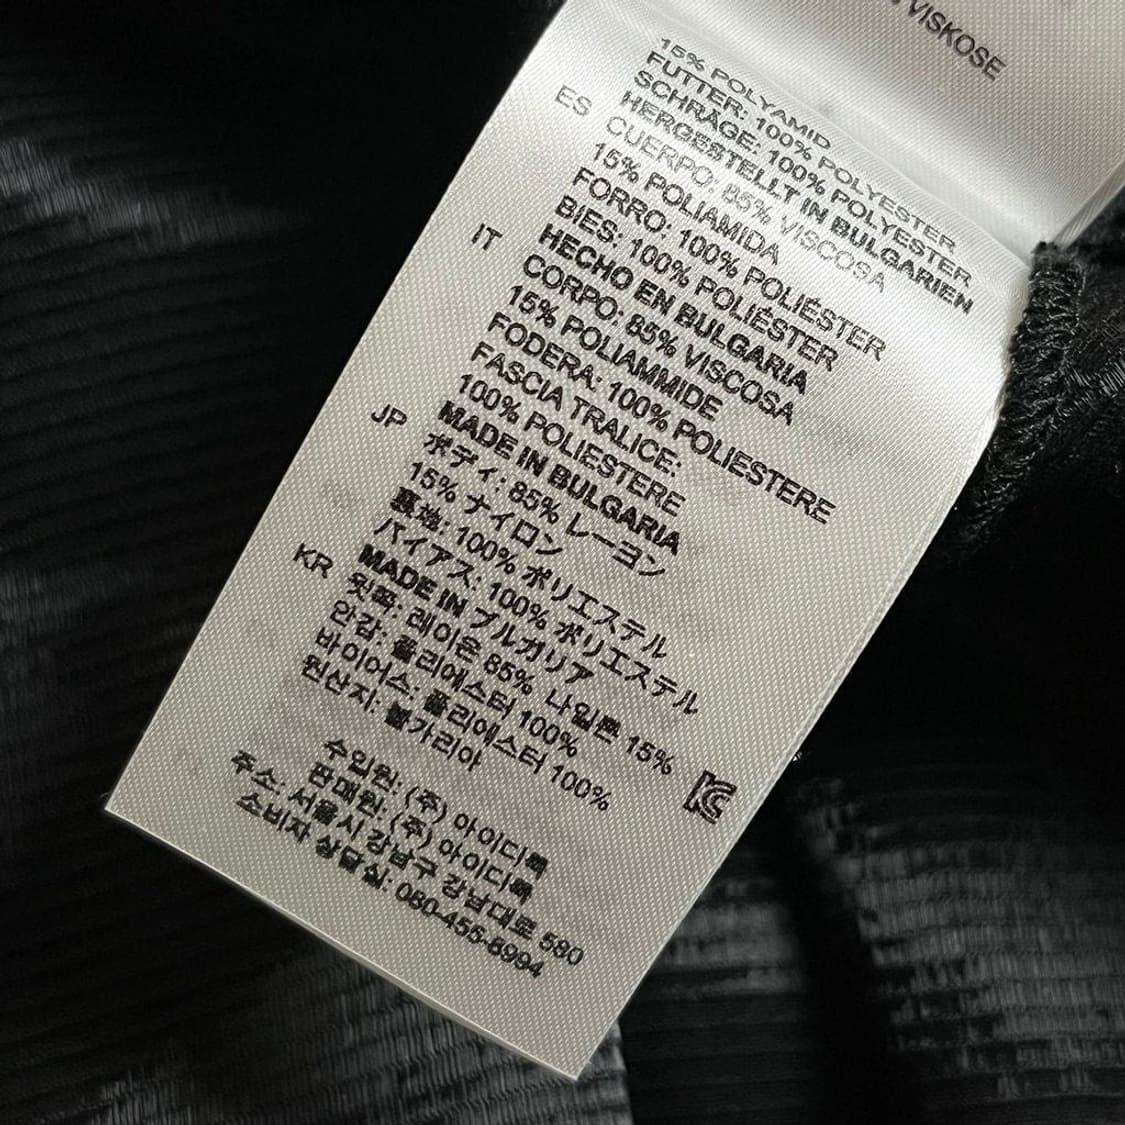 VISKOSE
15% POLYAMID
FUTTER: 100% POLYESTER
SCHRÄGE: 100% POLYESTER
HERGESTELLT IN BULGARIEN
ES CUERPO: 85% VISCOSA
15% POLIAMIDA
FORRO: 100% POLIÉSTER
BIES: 100% POLIÉSTER
HECHO EN BULGARIA
IT CORPO: 85% VISCOSA
15% POLIAMMIDE
FODERA: 100% POLIESTERE
FASCIA TRALICE:
100% POLIESTERE
MADE IN BULGARIA
JP ボディ: 85% レーヨン
15% ナイロン
裏地: 100% ポリエステル
バイアス: 100% ポリエステル
MADE IN ブルガリア
KR 윗쪽: 레이온 85% 나일론 15%
안감: 폴리에스터 100%
바이어스: 폴리에스터 100%
원산지: 불가리아
수입원: (주) 아이디룩
판매원: (주) 아이디룩
주소: 서울시 강남구 강남대로 580
소비자 상담실: 080-456-8994